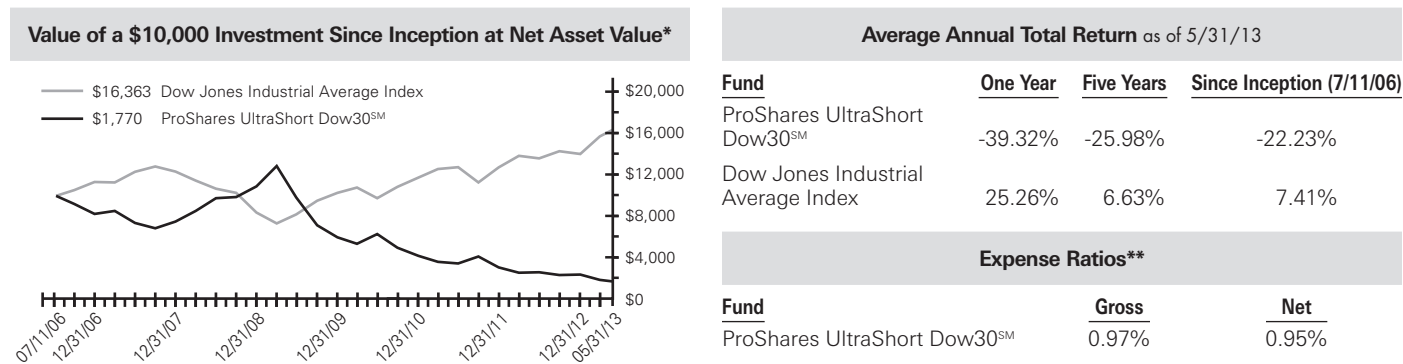 Value of a $10,000 Investment Since Inception at Net Asset Value*
$16,363 Dow Jones Industrial Average Index
$1,770 ProShares UltraShort Dow30℠
$20,000
$16,000
$12,000
$8,000
$4,000
$0
07/11/06
12/31/06
12/31/07
12/31/08
12/31/09
12/31/10
12/31/11
12/31/12
05/31/13
Average Annual Total Return as of 5/31/13
Fund One Year Five Years Since Inception (7/11/06)
ProShares UltraShort
Dow30℠ -39.32% -25.98% -22.23%
Dow Jones Industrial
Average Index 25.26% 6.63% 7.41%
Expense Ratios**
Fund Gross Net
ProShares UltraShort Dow30℠ 0.97% 0.95%